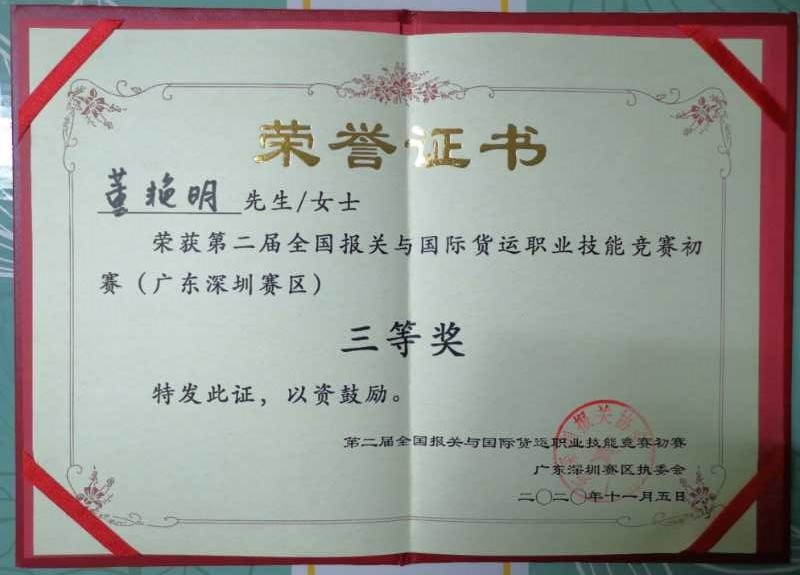 荣誉证书
董艳明 先生/女士
荣获第二届全国报关与国际货运职业技能竞赛初
赛（广东深圳赛区）
三等奖
特发此证，以资鼓励。
第二届全国报关与国际货运职业技能竞赛初赛
广东深圳赛区执委会
二〇二〇年十一月五日